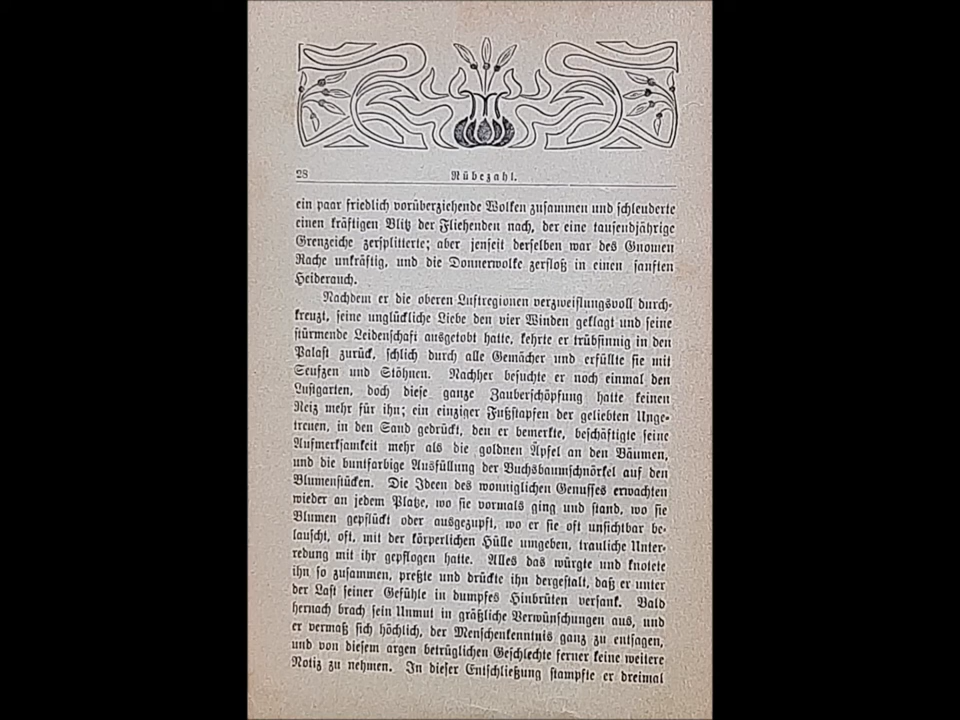 28 Rübezahl.
ein paar friedlich vorüberziehende Wolken zusammen und schleuderte
einen kräftigen Blitz der Fliehenden nach, der eine tausendjährige
Grenzeiche zersplitterte; aber jenseit derselben war des Gnomen
Rache unkräftig, und die Donnerwolke zerfloß in einen sanften
Heiderauch.
Nachdem er die oberen Luftregionen verzweiflungsvoll durch-
kreuzt, seine unglückliche Liebe den vier Winden geklagt und seine
stürmende Leidenschaft ausgetobt hatte, kehrte er trübsinnig in den
Palast zurück, schlich durch alle Gemächer und erfüllte sie mit
Seufzen und Stöhnen. Nachher besuchte er noch einmal den
Lustgarten, doch diese ganze Zauberschöpfung hatte keinen
Reiz mehr für ihn; ein einziger Fußstapfen der geliebten Unge-
treuen, in den Sand gedrückt, den er bemerkte, beschäftigte seine
Aufmerksamkeit mehr als die goldnen Äpfel an den Bäumen,
und die buntfarbige Ausfüllung der Buchsbaumschnörkel auf den
Blumenstücken. Die Ideen des wonniglichen Genusses erwachten
wieder an jedem Platze, wo sie vormals ging und stand, wo sie
Blumen gepflückt oder ausgezupft, wo er sie oft unsichtbar be-
lauscht, oft, mit der körperlichen Hülle umgeben, trauliche Unter-
redung mit ihr gepflogen hatte. Alles das würgte und knotete
ihn so zusammen, preßte und drückte ihn dergestalt, daß er unter
der Last seiner Gefühle in dumpfes Hinbrüten versank. Bald
hernach brach sein Unmut in gräßliche Verwünschungen aus, und
er vermaß sich höchlich, der Menschenkenntnis ganz zu entsagen,
und von diesem argen betrüglichen Geschlechte ferner keine weitere
Notiz zu nehmen. In dieser Entschließung stampfte er dreimal